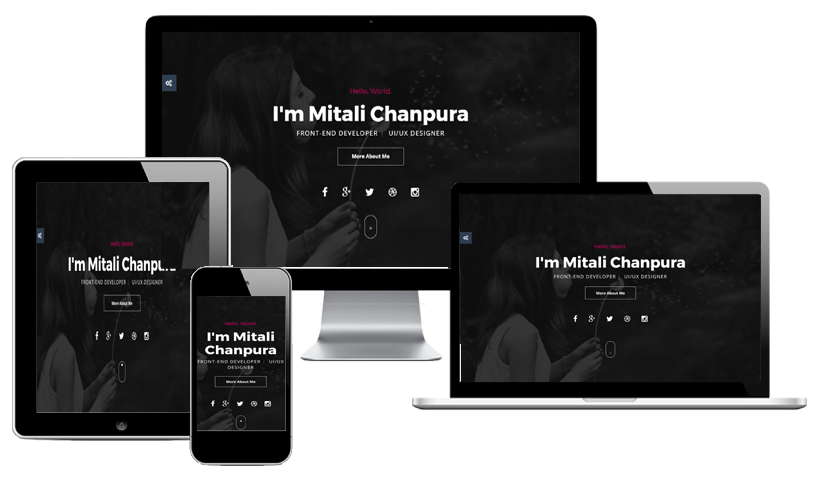 Hello, World.
I'm Mitali Chanpura
FRONT-END DEVELOPER | UI/UX DESIGNER
More About Me
Hello, World.
I'm Mitali Chanpura
FRONT-END DEVELOPER | UI/UX DESIGNER
More About Me
Hello, World.
I'm Mitali
Chanpura
FRONT-END DEVELOPER | UI/UX
DESIGNER
More About Me
Hello, World.
I'm Mitali Chanpura
FRONT-END DEVELOPER | UI/UX DESIGNER
More About Me